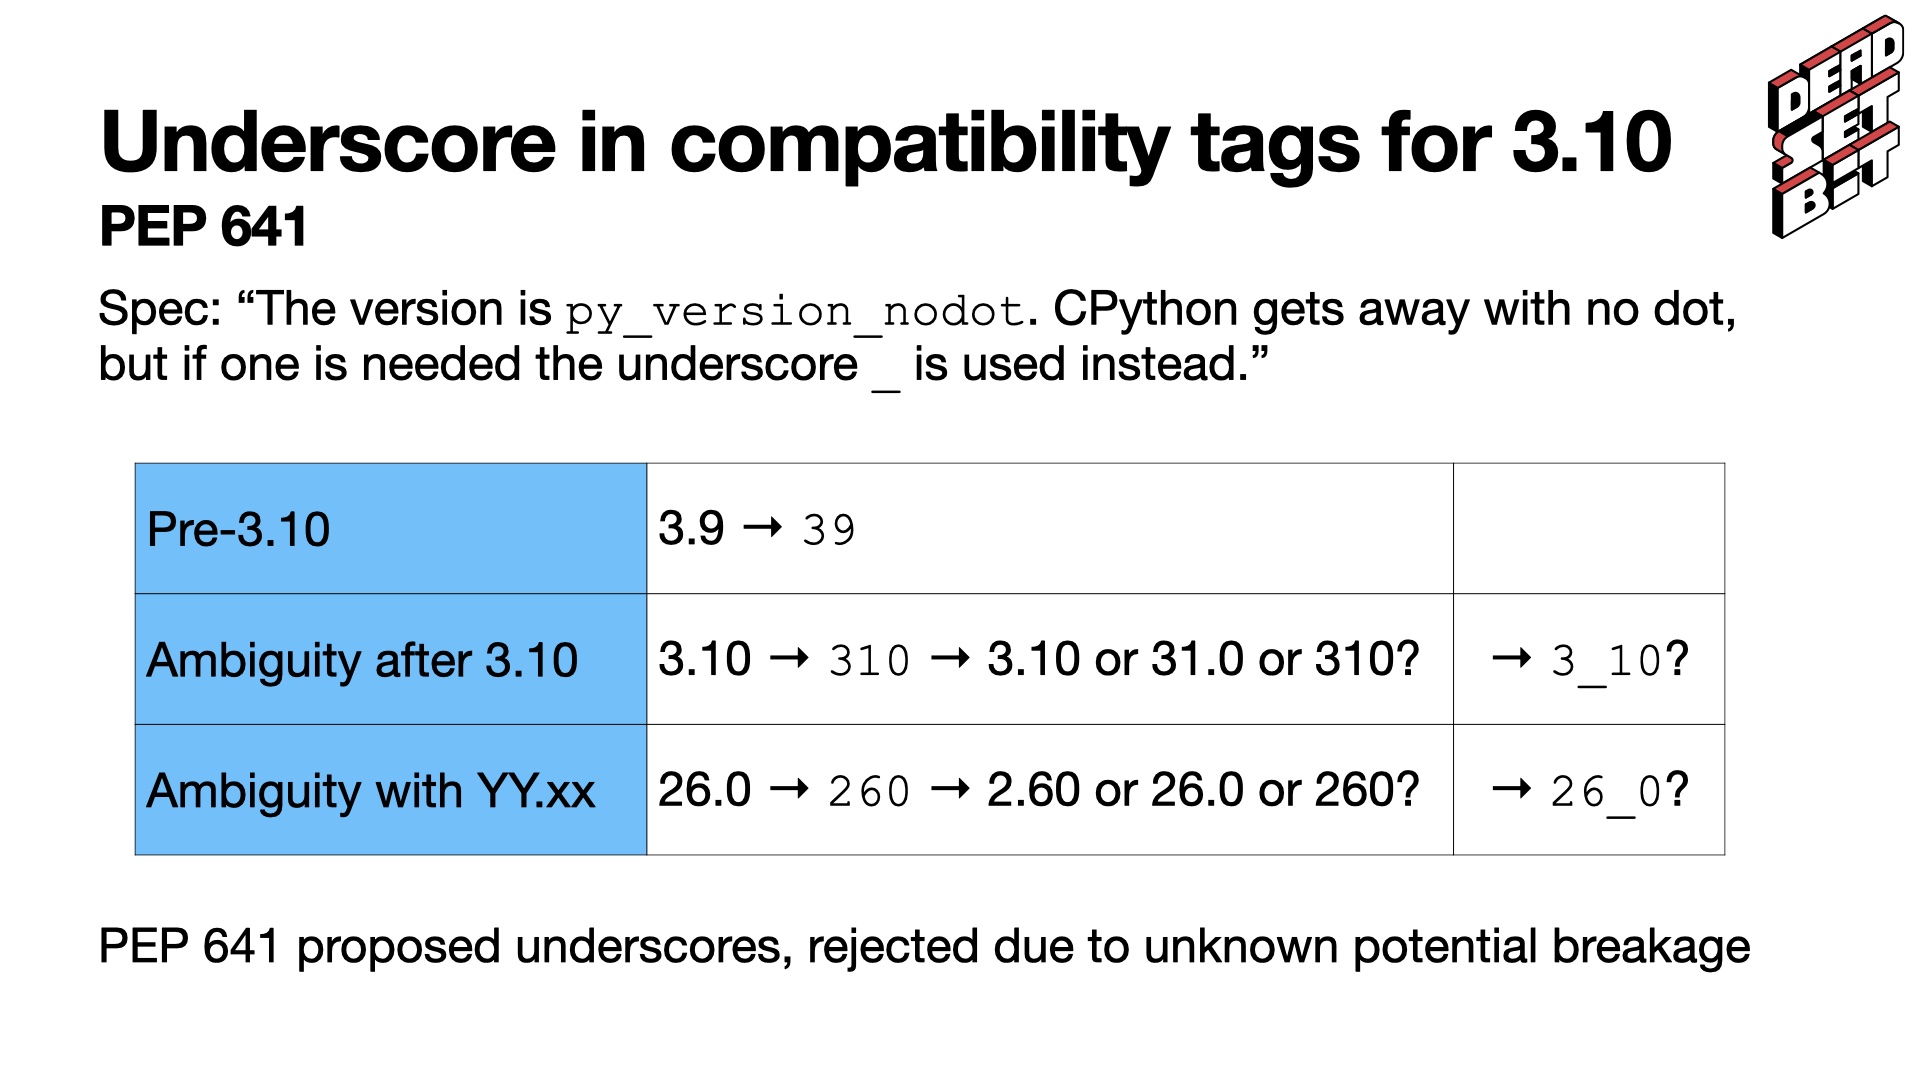 DEAD
SET
BIT
Underscore in compatibility tags for 3.10
PEP 641
Spec: “The version is py_version_nodot. CPython gets away with no dot,
but if one is needed the underscore _ is used instead.”
Pre-3.10 3.9 → 39
Ambiguity after 3.10 3.10 → 310 → 3.10 or 31.0 or 310? → 3_10?
Ambiguity with YY.xx 26.0 → 260 → 2.60 or 26.0 or 260? → 26_0?
PEP 641 proposed underscores, rejected due to unknown potential breakage